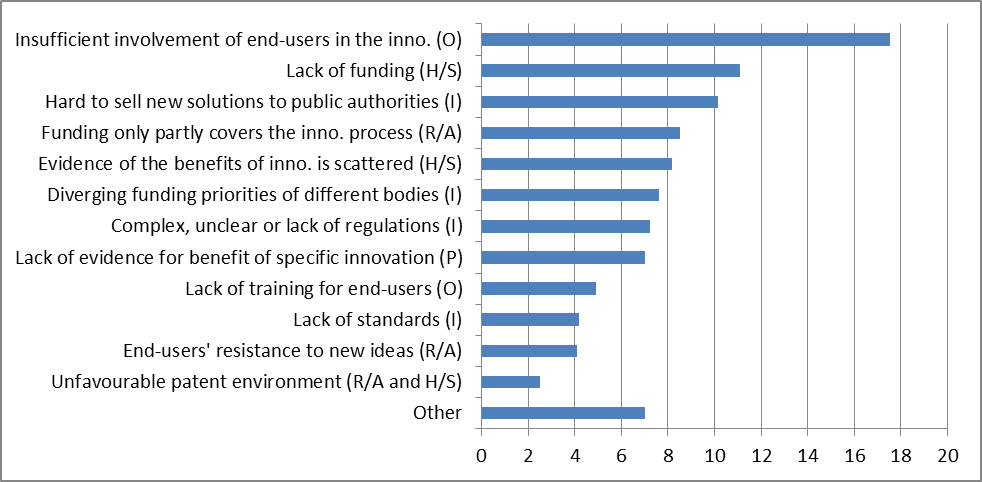 Insufficient involvement of end-users in the inno. (O)
Lack of funding (H/S)
Hard to sell new solutions to public authorities (I)
Funding only partly covers the inno. process (R/A)
Evidence of the benefits of inno. is scattered (H/S)
Diverging funding priorities of different bodies (I)
Complex, unclear or lack of regulations (I)
Lack of evidence for benefit of specific innovation (P)
Lack of training for end-users (O)
Lack of standards (I)
End-users' resistance to new ideas (R/A)
Unfavourable patent environment (R/A and H/S)
Other
0 2 4 6 8 10 12 14 16 18 20